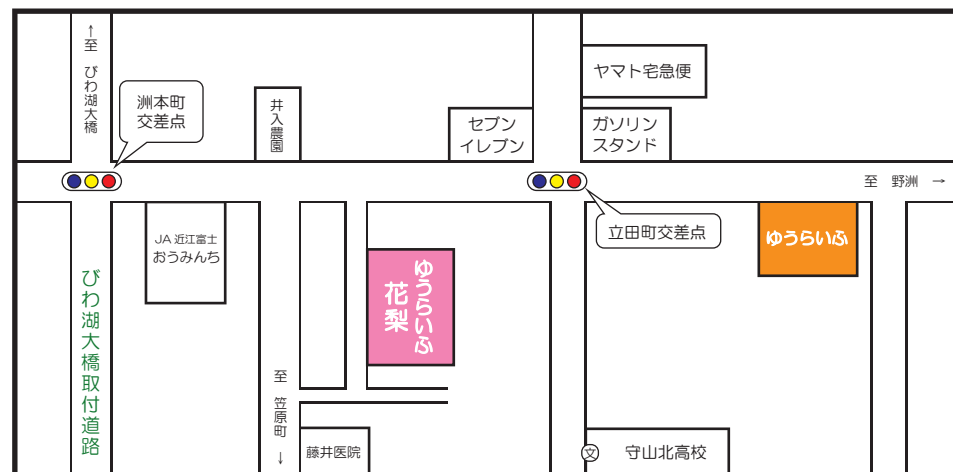 ←至 びわ湖大橋
洲本町
交差点
井入農園
セブン
イレブン
ヤマト宅急便
ガソリン
スタンド
至 野洲 →
立田町交差点
ゆうらいふ
JA 近江富士
おうみんち
ゆうらいふ
花梨
びわ湖大橋取付道路
至 笠原町 →
藤井医院
文
守山北高校